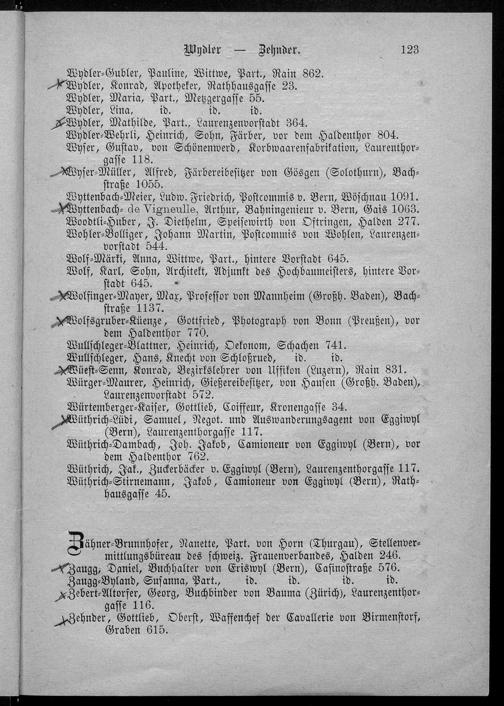 Wydler — Zehnder. 123
Wydler-Gubler, Pauline, Wittwe, Part., Rain 862.
Wydler, Konrad, Apotheker, Rathhausgasse 23.
Wydler, Maria, Part., Metzergasse 55.
Wydler, Lina, id. id. id.
Wydler, Mathilde, Part., Laurenzenvorstadt 364.
Wydler-Wehrli, Heinrich, Sohn, Färber, vor dem Haldenthor 804.
Wyser, Gustav, von Schönenwerd, Korbwaarenfabrikation, Laurenthor-
gasse 118.
Wyser-Müller, Alfred, Färbereibesitzer von Gösgen (Solothurn), Bach-
straße 1055.
Wyttenbach-Meier, Ludw. Friedrich, Postcommis v. Bern, Wöschnau 1091.
Wyttenbach- de Vigneulle, Arthur, Bahningenieur v. Bern, Gais 1063.
Woodtli-Huber, J. Diethelm, Speisewirth von Oftringen, Halden 277.
Wohler-Bolliger, Johann Martin, Postcommis von Wohlen, Laurenzen-
vorstadt 544.
Wolf-Märki, Anna, Wittwe, Part., hintere Vorstadt 645.
Wolf, Karl, Sohn, Architekt, Adjunkt des Hochbaumeisters, hintere Vor-
stadt 645.
Wolfinger-Mayer, Max, Professor von Mannheim (Großh. Baden), Bach-
straße 1137.
Wolfsgruber-Küenze, Gottfried, Photograph von Bonn (Preußen), vor
dem Haldenthor 770.
Wullschleger-Blattner, Heinrich, Oekonom, Schachen 741.
Wullschleger, Hans, Knecht von Schloßrued, id. id.
Wüest-Senn, Konrad, Bezirkslehrer von Uffikon (Luzern), Rain 831.
Würger-Maurer, Heinrich, Gießereibesitzer, von Hausen (Großh. Baden),
Laurenzenvorstadt 572.
Würtemberger-Kaiser, Gottlieb, Coiffeur, Kronengasse 34.
Wüthrich-Lüdi, Samuel, Negot. und Auswanderungsagent von Eggiwyl
(Bern), Laurenzenthorgasse 117.
Wüthrich-Dambach, Joh. Jakob, Camioneur von Eggiwyl (Bern), vor
dem Haldenthor 762.
Wüthrich, Jak., Zuckerbäcker v. Eggiwyl (Bern), Laurenzenthorgasse 117.
Wüthrich-Stirnemann, Jakob, Camioneur von Eggiwyl (Bern), Rath-
hausgasse 45.
Zähner-Brunnhofer, Nanette, Part. von Horn (Thurgau), Stellenver-
mittlungsbüreau des schweiz. Frauenverbandes, Halden 246.
Zaugg, Daniel, Buchhalter von Eriswyl (Bern), Casinostraße 576.
Zaugg-Byland, Susanna, Part., id. id. id. id.
Zebert-Altorfer, Georg, Buchbinder von Bauma (Zürich), Laurenzenthor-
gasse 116.
Zehnder, Gottlieb, Oberst, Waffenchef der Cavallerie von Birmenstorf,
Graben 615.